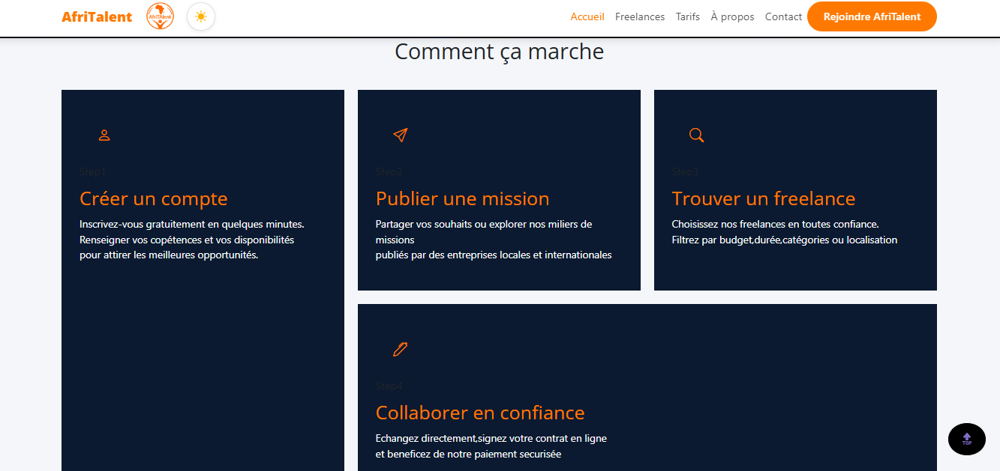 AfriTalent
AfriTAlent
Accueil
Freelances
Tarifs
À propos
Contact
Rejoindre AfriTalent
Comment ça marche
Step1
Créer un compte
Inscrivez-vous gratuitement en quelques minutes.
Renseigner vos copétences et vos disponibilités
pour attirer les meilleures opportunités.
Step2
Publier une mission
Partager vos souhaits ou explorer nos miliers de
missions
publiés par des entreprises locales et internationales
Step3
Trouver un freelance
Choisissez nos freelances en toutes confiance.
Filtrez par budget,durée,catégories ou localisation
Step4
Collaborer en confiance
Echangez directement,signez votre contrat en ligne
et beneficez de notre paiement securisée
TOP